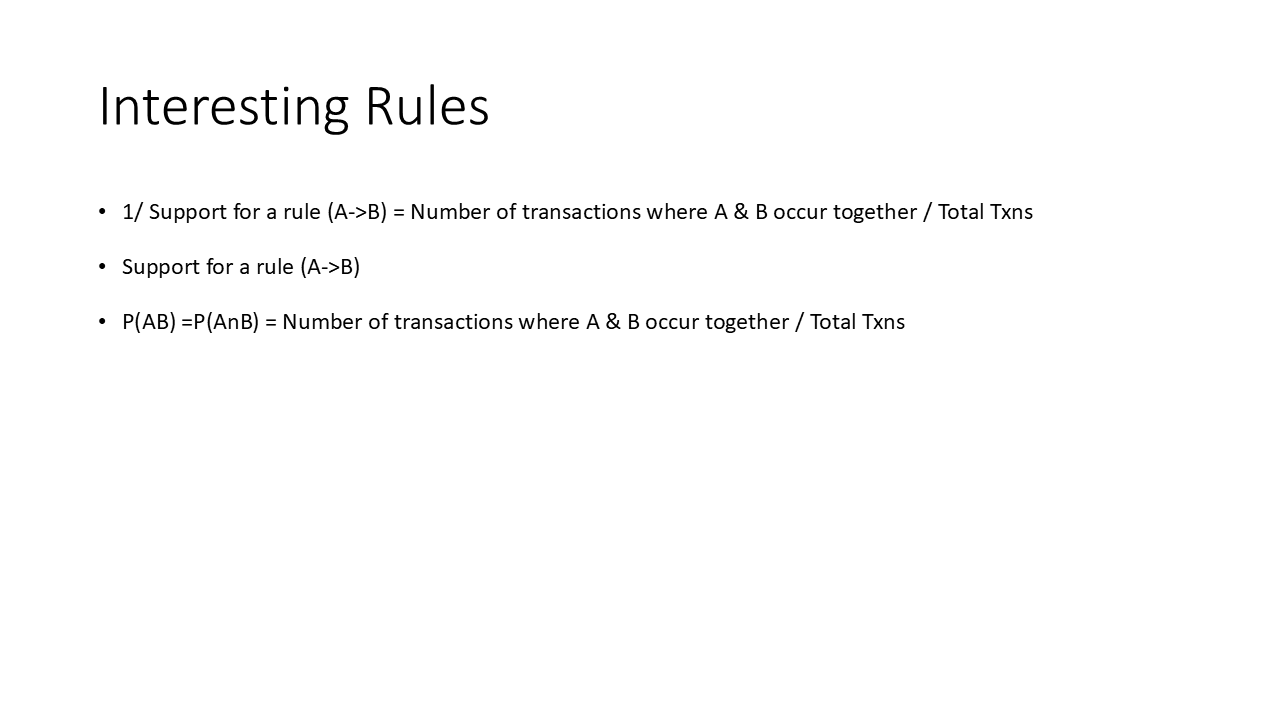 Interesting Rules
• 1/ Support for a rule (A->B) = Number of transactions where A & B occur together / Total Txns
• Support for a rule (A->B)
• P(AB) =P(AnB) = Number of transactions where A & B occur together / Total Txns